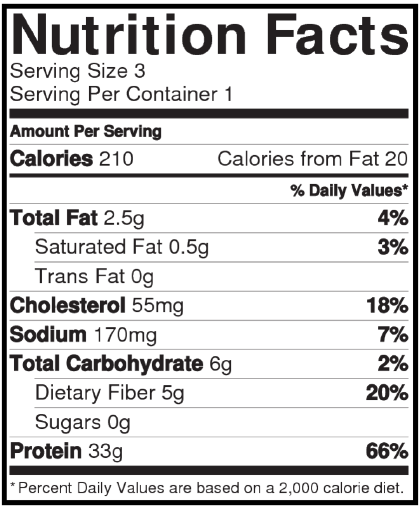 Nutrition Facts
Serving Size 3
Serving Per Container 1
Amount Per Serving
Calories 210 Calories from Fat 20
% Daily Values*
Total Fat 2.5g 4%
Saturated Fat 0.5g 3%
Trans Fat 0g
Cholesterol 55mg 18%
Sodium 170mg 7%
Total Carbohydrate 6g 2%
Dietary Fiber 5g 20%
Sugars 0g
Protein 33g 66%
* Percent Daily Values are based on a 2,000 calorie diet.